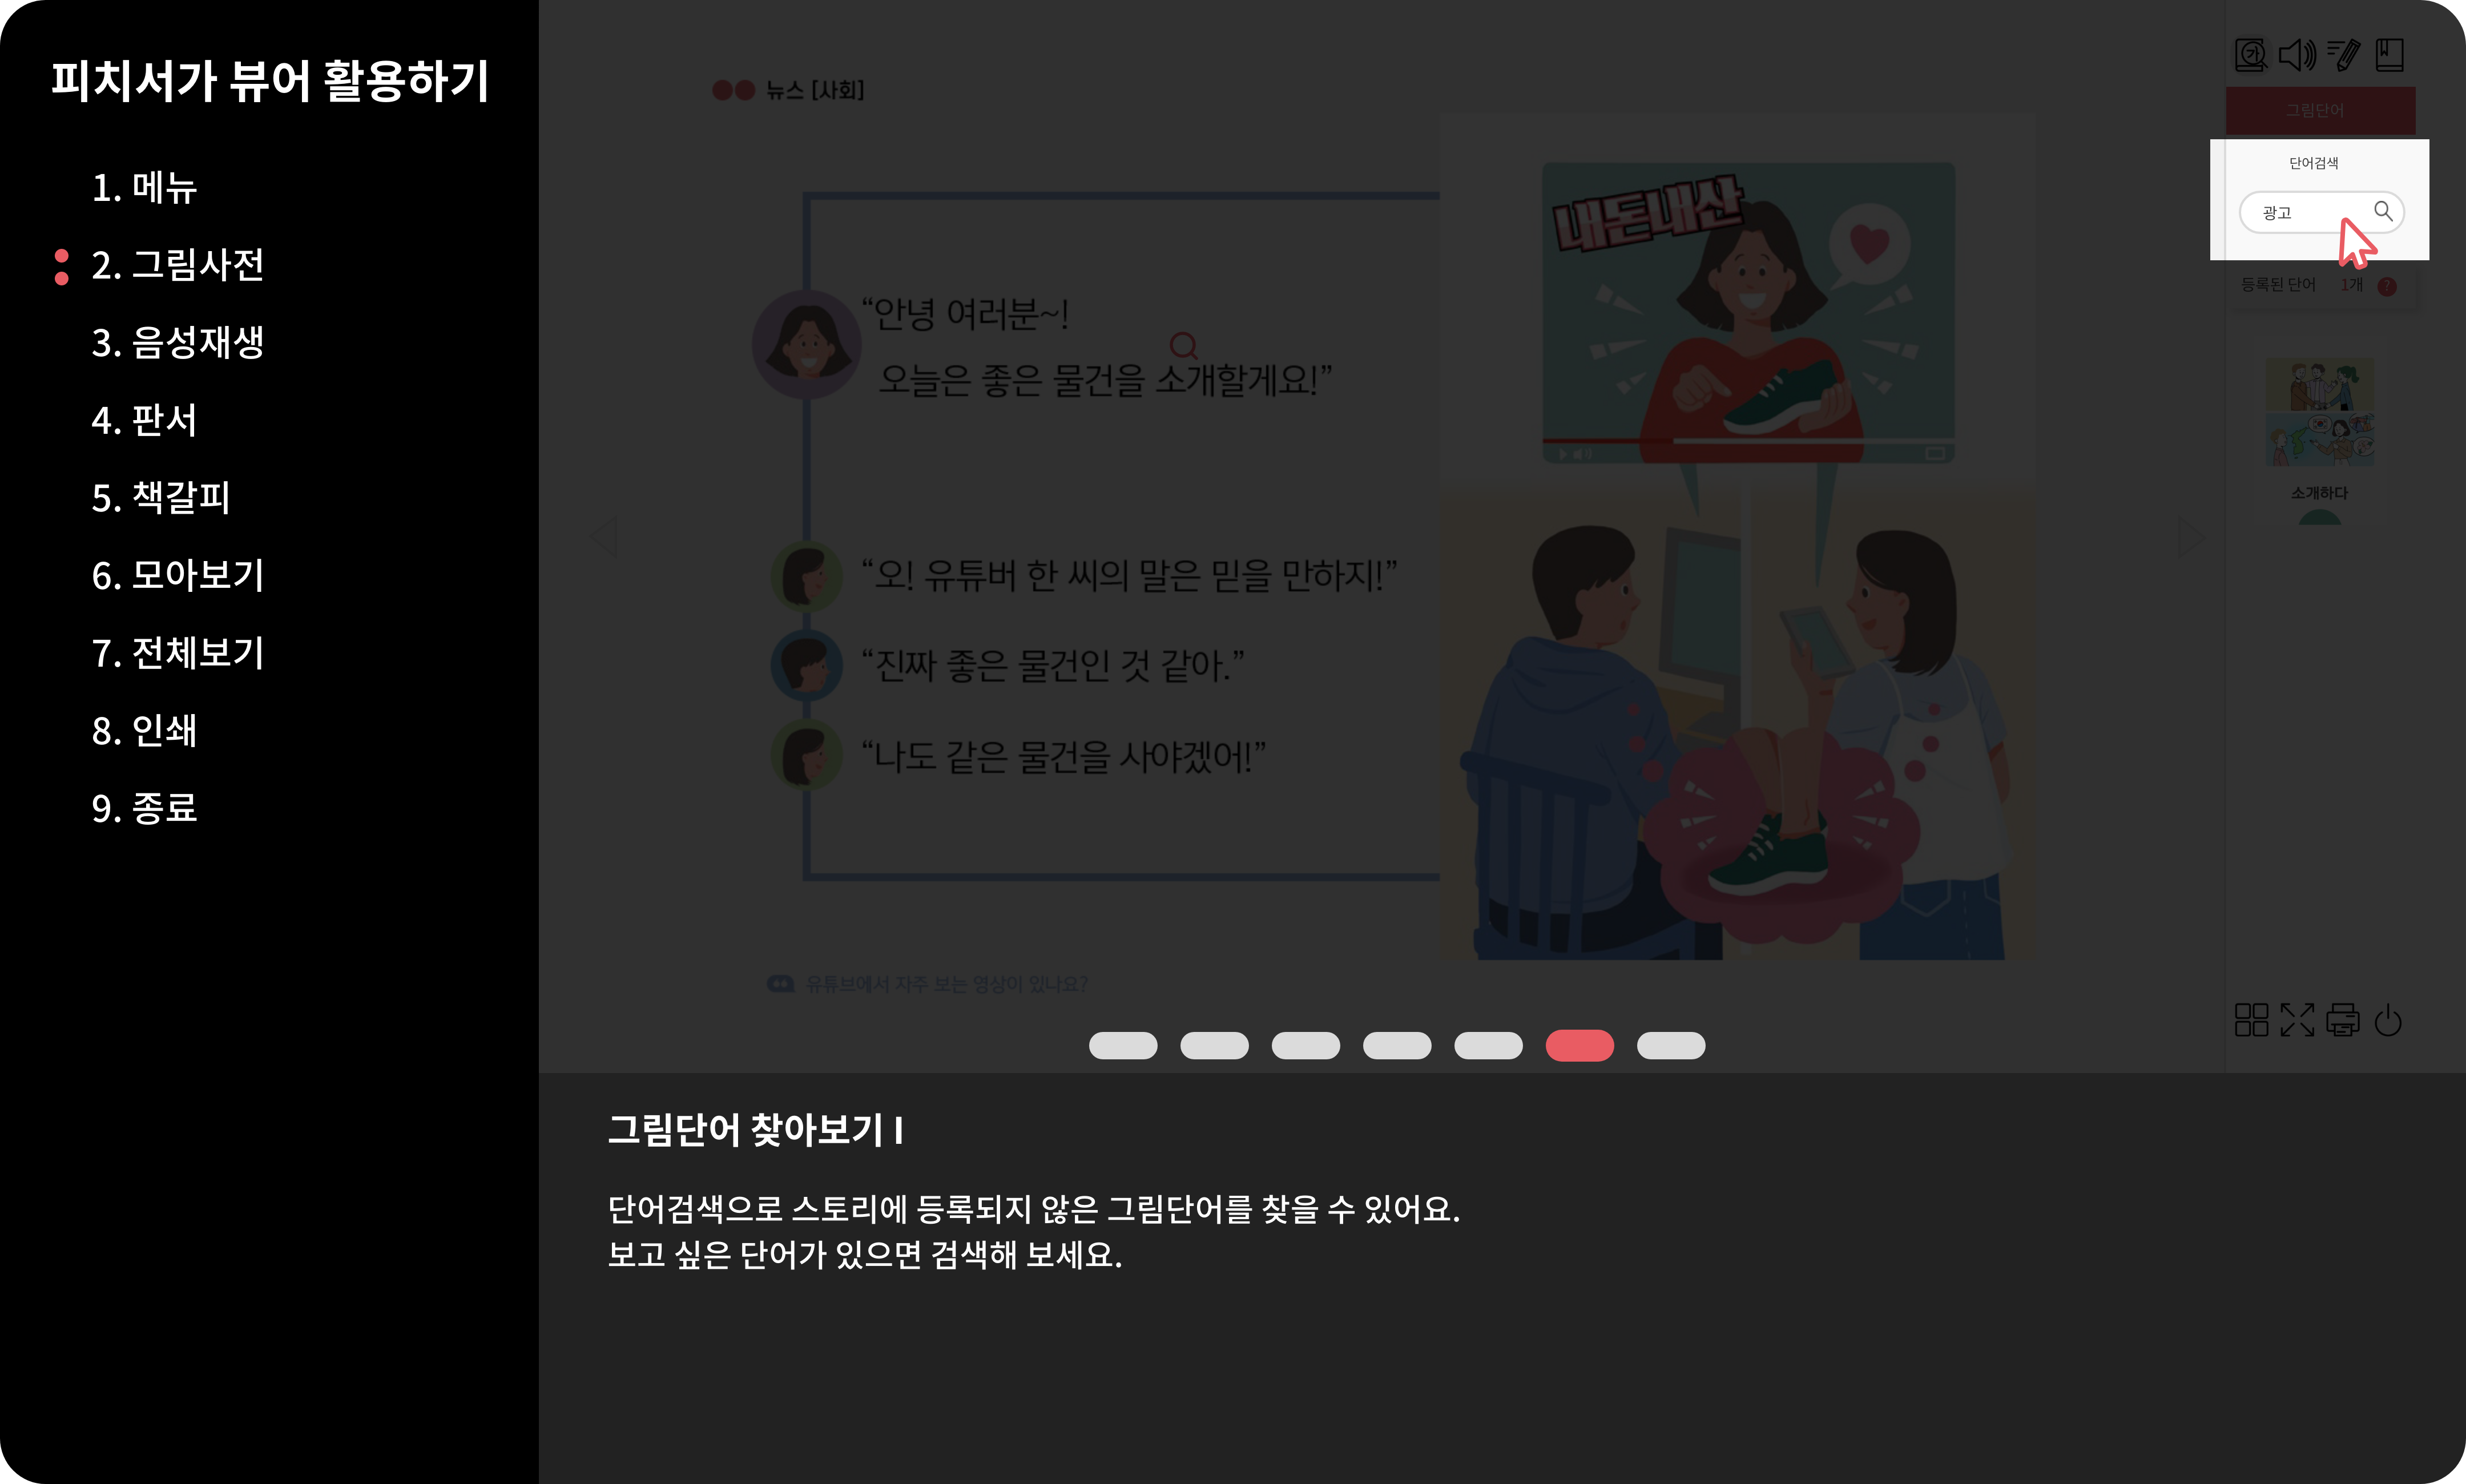 피치서가 뷰어 활용하기
1. 메뉴
2. 그림사전
3. 음성재생
4. 판서
5. 책갈피
6. 모아보기
7. 전체보기
8. 인쇄
9. 종료
뉴스 [사회]
내돈내산
“안녕 여러분~!
오늘은 좋은 물건을 소개할게요!”
“오! 유튜버 한 씨의 말은 믿을 만하지!”
“진짜 좋은 물건인 것 같아.”
“나도 같은 물건을 사야겠어!”
유튜브에서 자주 보는 영상이 있나요?
가
그림단어
단어검색
광고
등록된 단어 1개 ?
소개하다
그림단어 찾아보기 I
단어검색으로 스토리에 등록되지 않은 그림단어를 찾을 수 있어요.
보고 싶은 단어가 있으면 검색해 보세요.